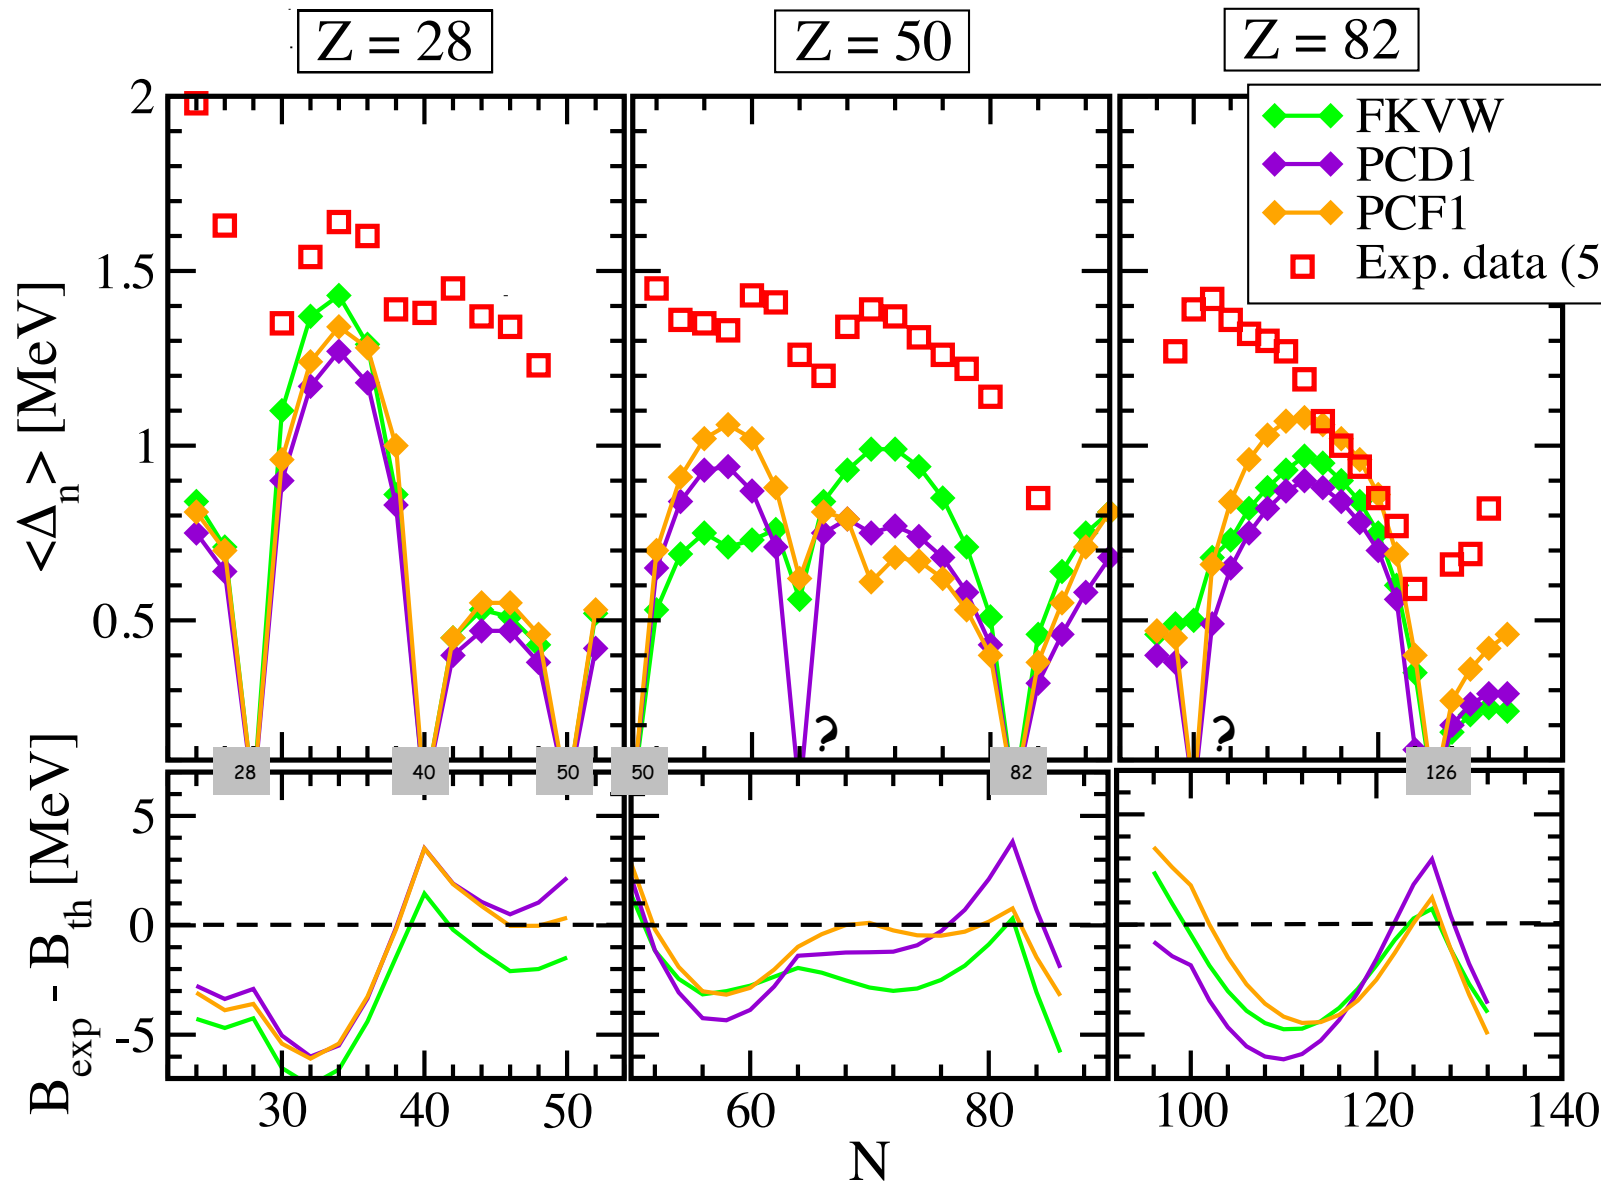 Z = 28
Z = 50
Z = 82
FKVW
PCD1
PCF1
Exp. data (5
<Δn> [MeV]
2
1.5
1
0.5
?
?
28
40
50
50
82
126
Bexp - Bth [MeV]
5
0
-5
30
40
50
60
80
100
120
140
N